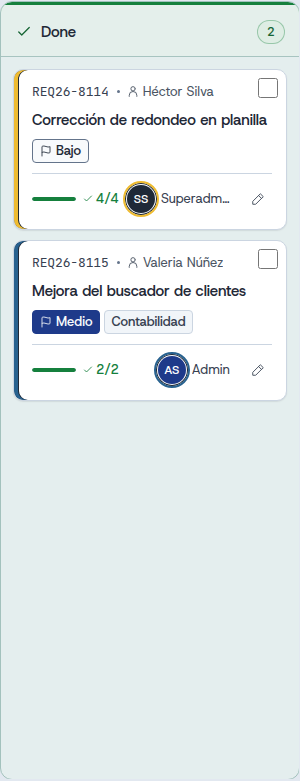 Done
2
REQ26-8114 • Héctor Silva
Corrección de redondeo en planilla
Bajo
4/4 SS Superadm...
REQ26-8115 • Valeria Núñez
Mejora del buscador de clientes
Medio Contabilidad
2/2 AS Admin